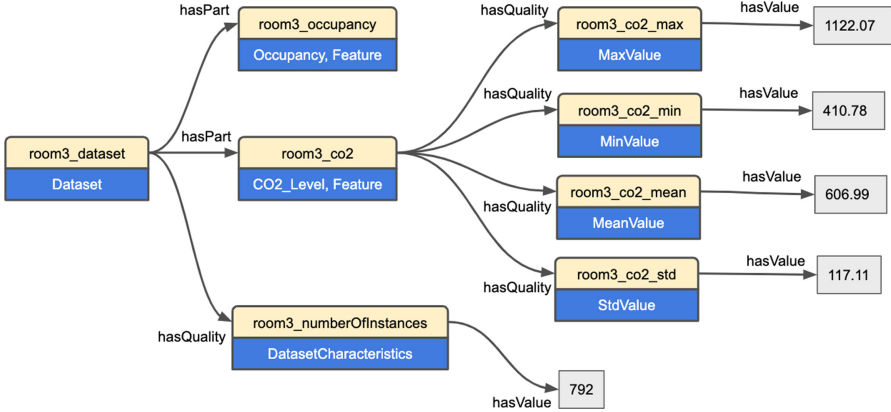 hasPart
room3_occupancy
Occupancy, Feature
hasQuality
room3_co2_max
MaxValue
hasValue
1122.07
hasQuality
room3_co2_min
MinValue
hasValue
410.78
room3_dataset
Dataset
hasPart
room3_co2
CO2_Level, Feature
hasQuality
room3_co2_mean
MeanValue
hasValue
606.99
hasQuality
room3_co2_std
StdValue
hasValue
117.11
hasQuality
room3_numberOfInstances
DatasetCharacteristics
hasValue
792